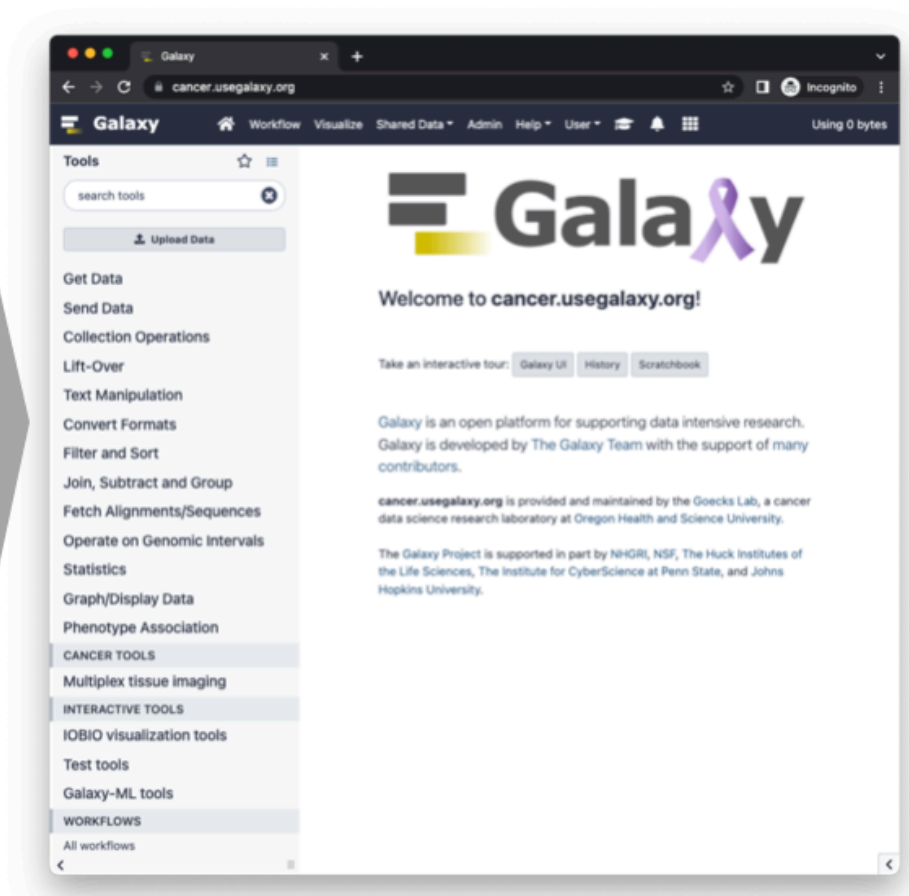 Galaxy
cancer.usegalaxy.org
Incognito
Galaxy Workflow Visualize Shared Data Admin Help User Using 0 bytes
Tools
search tools
Upload Data
Get Data
Send Data
Collection Operations
Lift-Over
Text Manipulation
Convert Formats
Filter and Sort
Join, Subtract and Group
Fetch Alignments/Sequences
Operate on Genomic Intervals
Statistics
Graph/Display Data
Phenotype Association
CANCER TOOLS
Multiplex tissue imaging
INTERACTIVE TOOLS
IOBIO visualization tools
Test tools
Galaxy-ML tools
WORKFLOWS
All workflows
Galaxy
Welcome to cancer.usegalaxy.org!
Take an interactive tour: Galaxy UI History Scratchbook
Galaxy is an open platform for supporting data intensive research.
Galaxy is developed by The Galaxy Team with the support of many
contributors.
cancer.usegalaxy.org is provided and maintained by the Goecks Lab, a cancer
data science research laboratory at Oregon Health and Science University.
The Galaxy Project is supported in part by NHGRI, NSF, The Huck Institutes of
the Life Sciences, The Institute for CyberScience at Penn State, and Johns
Hopkins University.